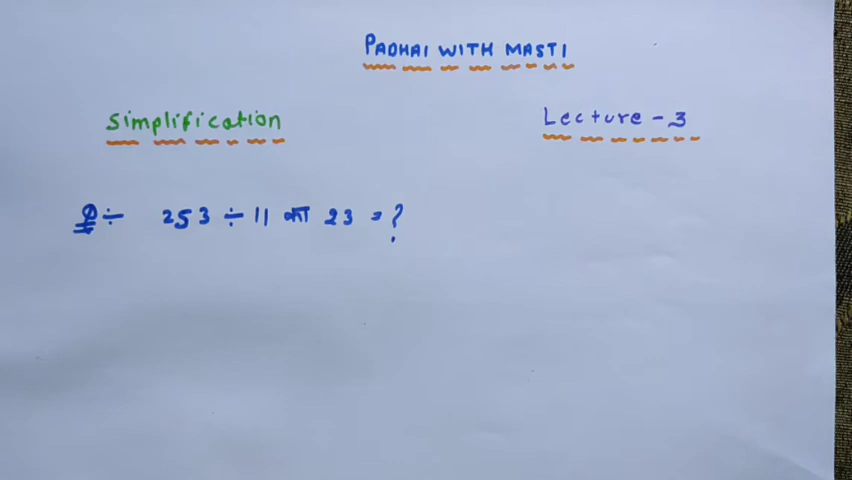 PADHAI WITH MASTI
Simplification
Lecture - 3
Q ÷ 253 ÷ 11 का 23 = ?